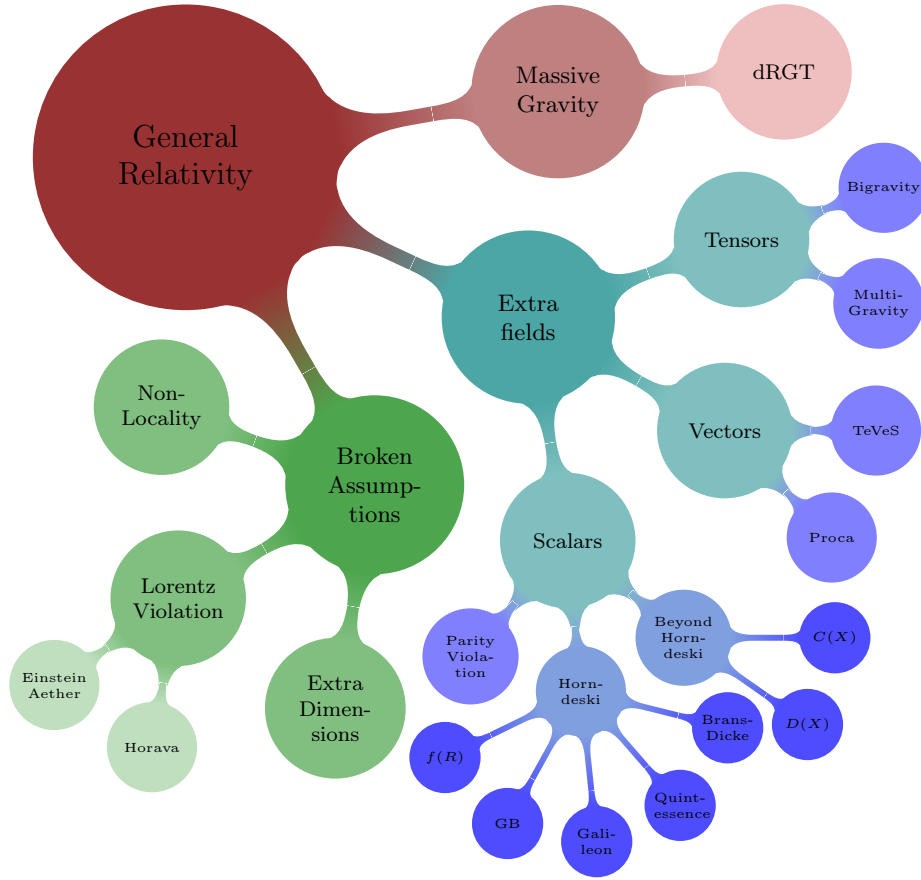 General
Relativity
Massive
Gravity
dRGT
Extra
fields
Tensors
Bigravity
Multi-
Gravity
Vectors
TeVeS
Proca
Scalars
Parity
Viola-
tion
Horn-
deski
f(R)
GB
Gali-
leon
Quint-
essence
Brans-
Dicke
Beyond
Horn-
deski
C(X)
D(X)
Broken
Assump-
tions
Non-
Locality
Lorentz
Violation
Einstein
Aether
Horava
Extra
Dimen-
sions